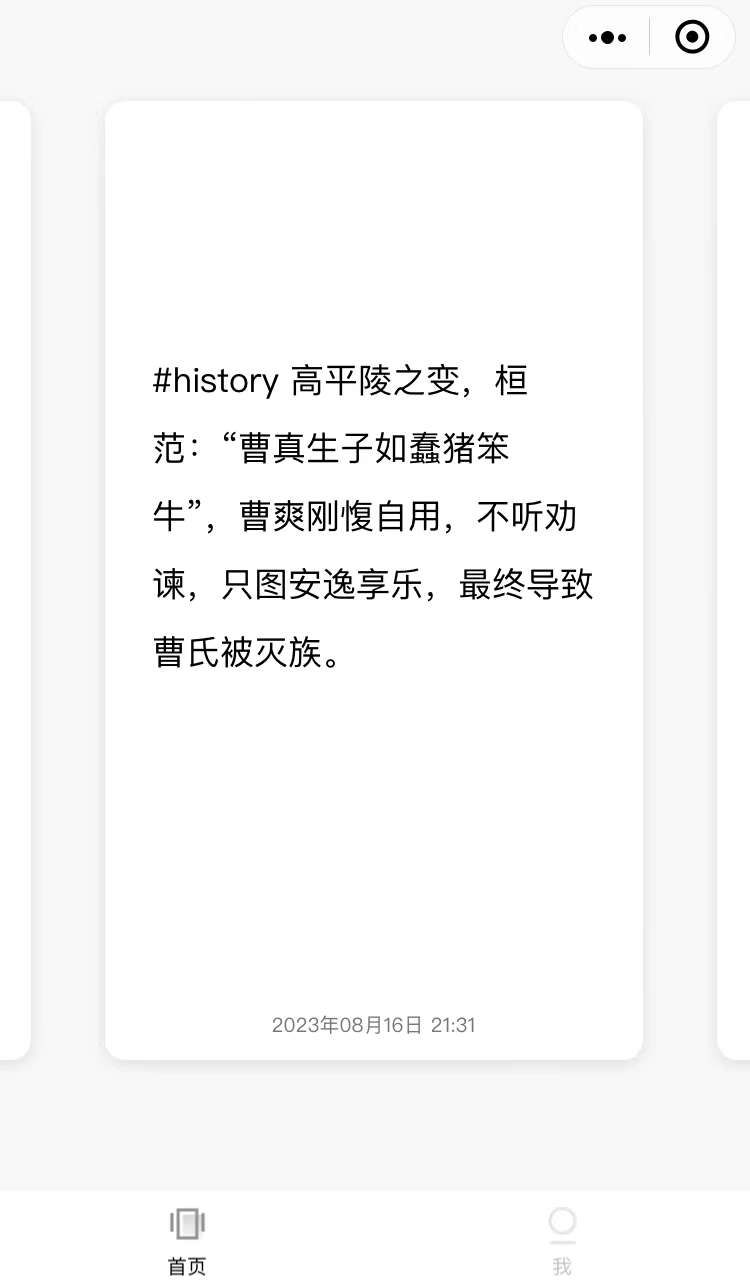 #history 高平陵之变，桓
范：“曹真生子如蠢猪笨
牛”，曹爽刚愎自用，不听劝
谏，只图安逸享乐，最终导致
曹氏被灭族。
2023年08月16日 21:31
首页
我